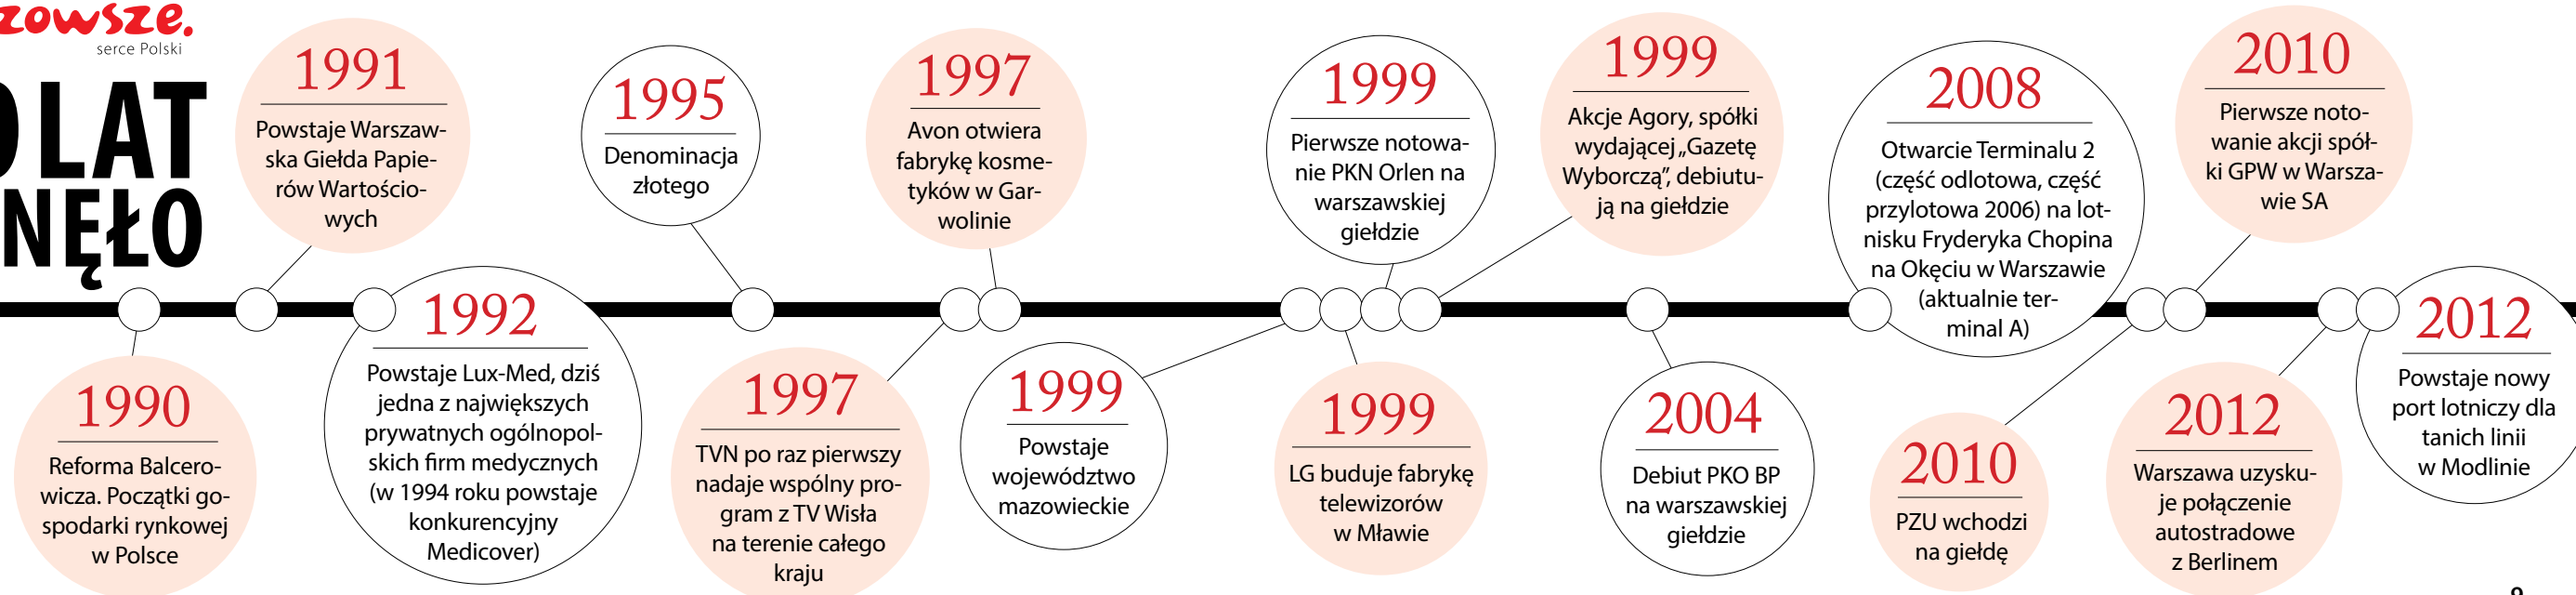 zowsze.
serce Polski
LAT
NĘŁO
1991
Powstaje Warszaw-
ska Giełda Papie-
rów Wartościo-
wych
1995
Denominacja
złotego
1997
Avon otwiera
fabrykę kosme-
tyków w Gar-
wolinie
1999
Pierwsze notowa-
nie PKN Orlen na
warszawskiej
giełdzie
1999
Akcje Agory, spółki
wydającej „Gazetę
Wyborczą”, debiutu-
ją na giełdzie
2008
Otwarcie Terminalu 2
(część odlotowa, część
przylotowa 2006) na lot-
nisku Fryderyka Chopina
na Okęciu w Warszawie
(aktualnie ter-
minal A)
2010
Pierwsze noto-
wanie akcji spół-
ki GPW w Warsza-
wie SA
1990
Reforma Balcero-
wicza. Początki go-
spodarki rynkowej
w Polsce
1992
Powstaje Lux-Med, dziś
jedna z największych
prywatnych ogólnopol-
skich firm medycznych
(w 1994 roku powstaje
konkurencyjny
Medicover)
1997
TVN po raz pierwszy
nadaje wspólny pro-
gram z TV Wisła
na terenie całego
kraju
1999
Powstaje
województwo
mazowieckie
1999
LG buduje fabrykę
telewizorów
w Mławie
2004
Debiut PKO BP
na warszawskiej
giełdzie
2010
PZU wchodzi
na giełdę
2012
Warszawa uzysku-
je połączenie
autostradowe
z Berlinem
2012
Powstaje nowy
port lotniczy dla
tanich linii
w Modlinie